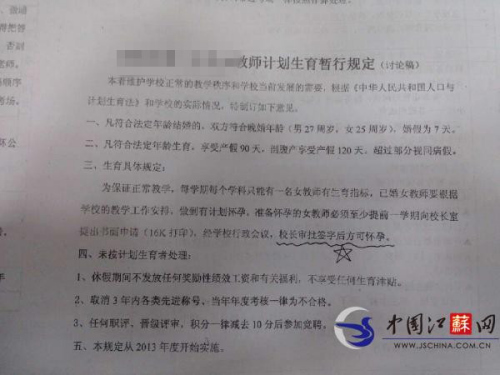 教师计划生育暂行规定（讨论稿）
本着维护学校正常的教学秩序和学校当前发展的需要，根据《中华人民共和国人口与
计划生育法》和学校的实际情况，特制订如下意见。
一、凡符合法定年龄结婚的，双方符合晚婚年龄（男27周岁，女25周岁），婚假为7天。
二、凡符合法定年龄生育，享受产假90天，剖腹产享受产假120天，超过部分视同病假。
三、生育具体规定：
为保证正常教学，每学期每个学科只能有一名女教师有生育指标，已婚女教师要根据
学校的教学工作安排，做到有计划怀孕，准备怀孕的女教师必须至少提前一学期向校长室
提出书面申请（16K打印），经学校行政会议，校长审批签字后方可怀孕。
四、未按计划生育者处理：
1、休假期间不发放任何奖励性绩效工资和有关福利，不享受任何生育津贴。
2、取消3年内各类先进称号、当年年度考核一律为不合格。
3、任何职评、晋级评审，积分一律减去10分后参加竞聘，
五、本规定从2013年度开始实施。
中国江蘇网
WWW.JSCHINA.COM.CN